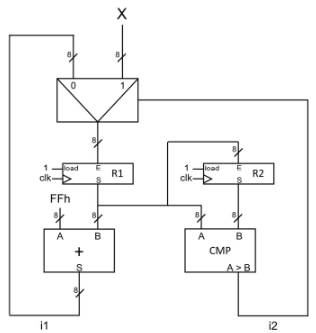 X
8
8
0 1
8
8
1 load E R1
clk S
1 load E R2
clk S
FFh
8
8
8
8
A B
+
S
A B
CMP
A > B
8
i1
i2